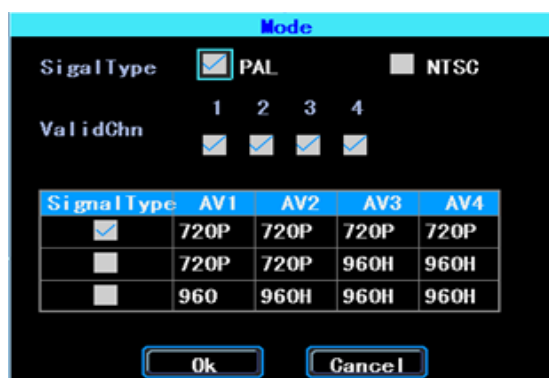 Mode
SigalType PAL NTSC
1 2 3 4
ValidChn
SignalType AV1 AV2 AV3 AV4
720P 720P 720P 720P
720P 720P 960H 960H
960 960H 960H 960H
Ok Cancel